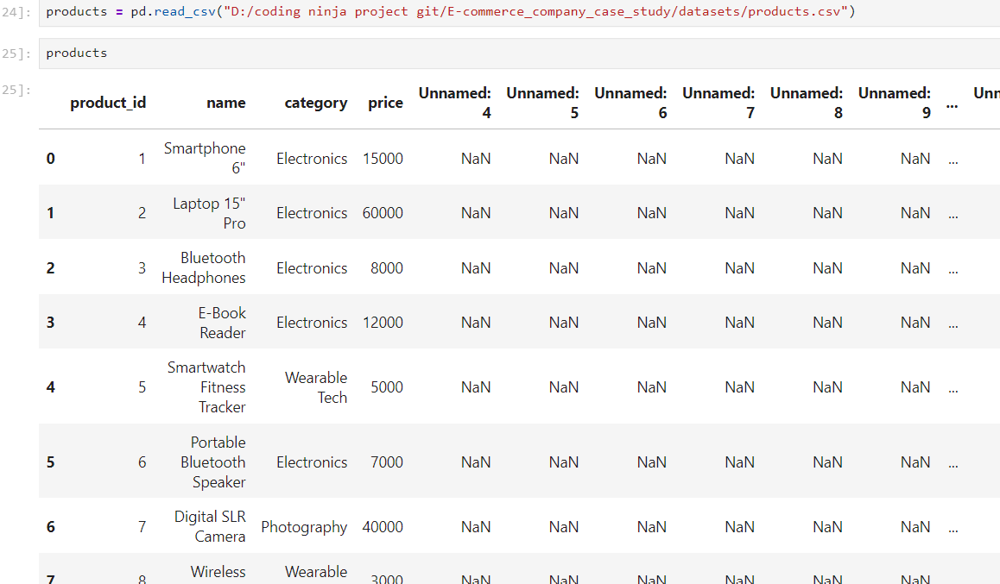 24]: products = pd.read_csv("D:/coding ninja project git/E-commerce_company_case_study/datasets/products.csv")
25]: products
25]:
product_id name category price Unnamed: 4 Unnamed: 5 Unnamed: 6 Unnamed: 7 Unnamed: 8 Unnamed: 9 ... Unn
0 1 Smartphone 6" Electronics 15000 NaN NaN NaN NaN NaN NaN ...
1 2 Laptop 15" Pro Electronics 60000 NaN NaN NaN NaN NaN NaN ...
2 3 Bluetooth Headphones Electronics 8000 NaN NaN NaN NaN NaN NaN ...
3 4 E-Book Reader Electronics 12000 NaN NaN NaN NaN NaN NaN ...
4 5 Smartwatch Fitness Tracker Wearable Tech 5000 NaN NaN NaN NaN NaN NaN ...
5 6 Portable Bluetooth Speaker Electronics 7000 NaN NaN NaN NaN NaN NaN ...
6 7 Digital SLR Camera Photography 40000 NaN NaN NaN NaN NaN NaN ...
7 8 Wireless Wearable 3000 NaN NaN NaN NaN NaN NaN ...